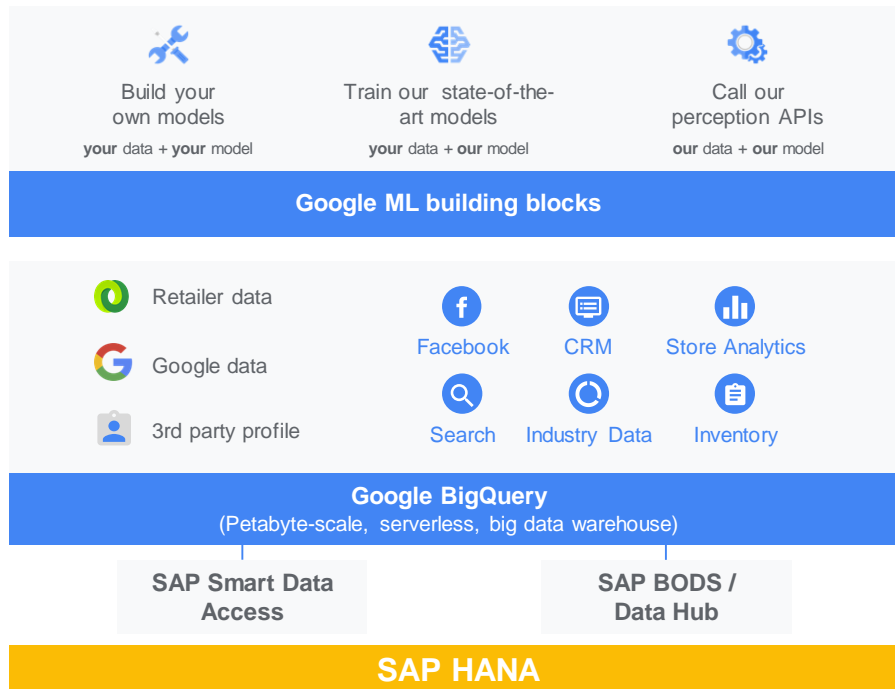 Build your
own models
your data + your model
Train our state-of-the-
art models
your data + our model
Call our
perception APIs
our data + our model
Google ML building blocks
Retailer data
Google data
3rd party profile
Facebook
CRM
Store Analytics
Search
Industry Data
Inventory
Google BigQuery
(Petabyte-scale, serverless, big data warehouse)
SAP Smart Data
Access
SAP BODS /
Data Hub
SAP HANA